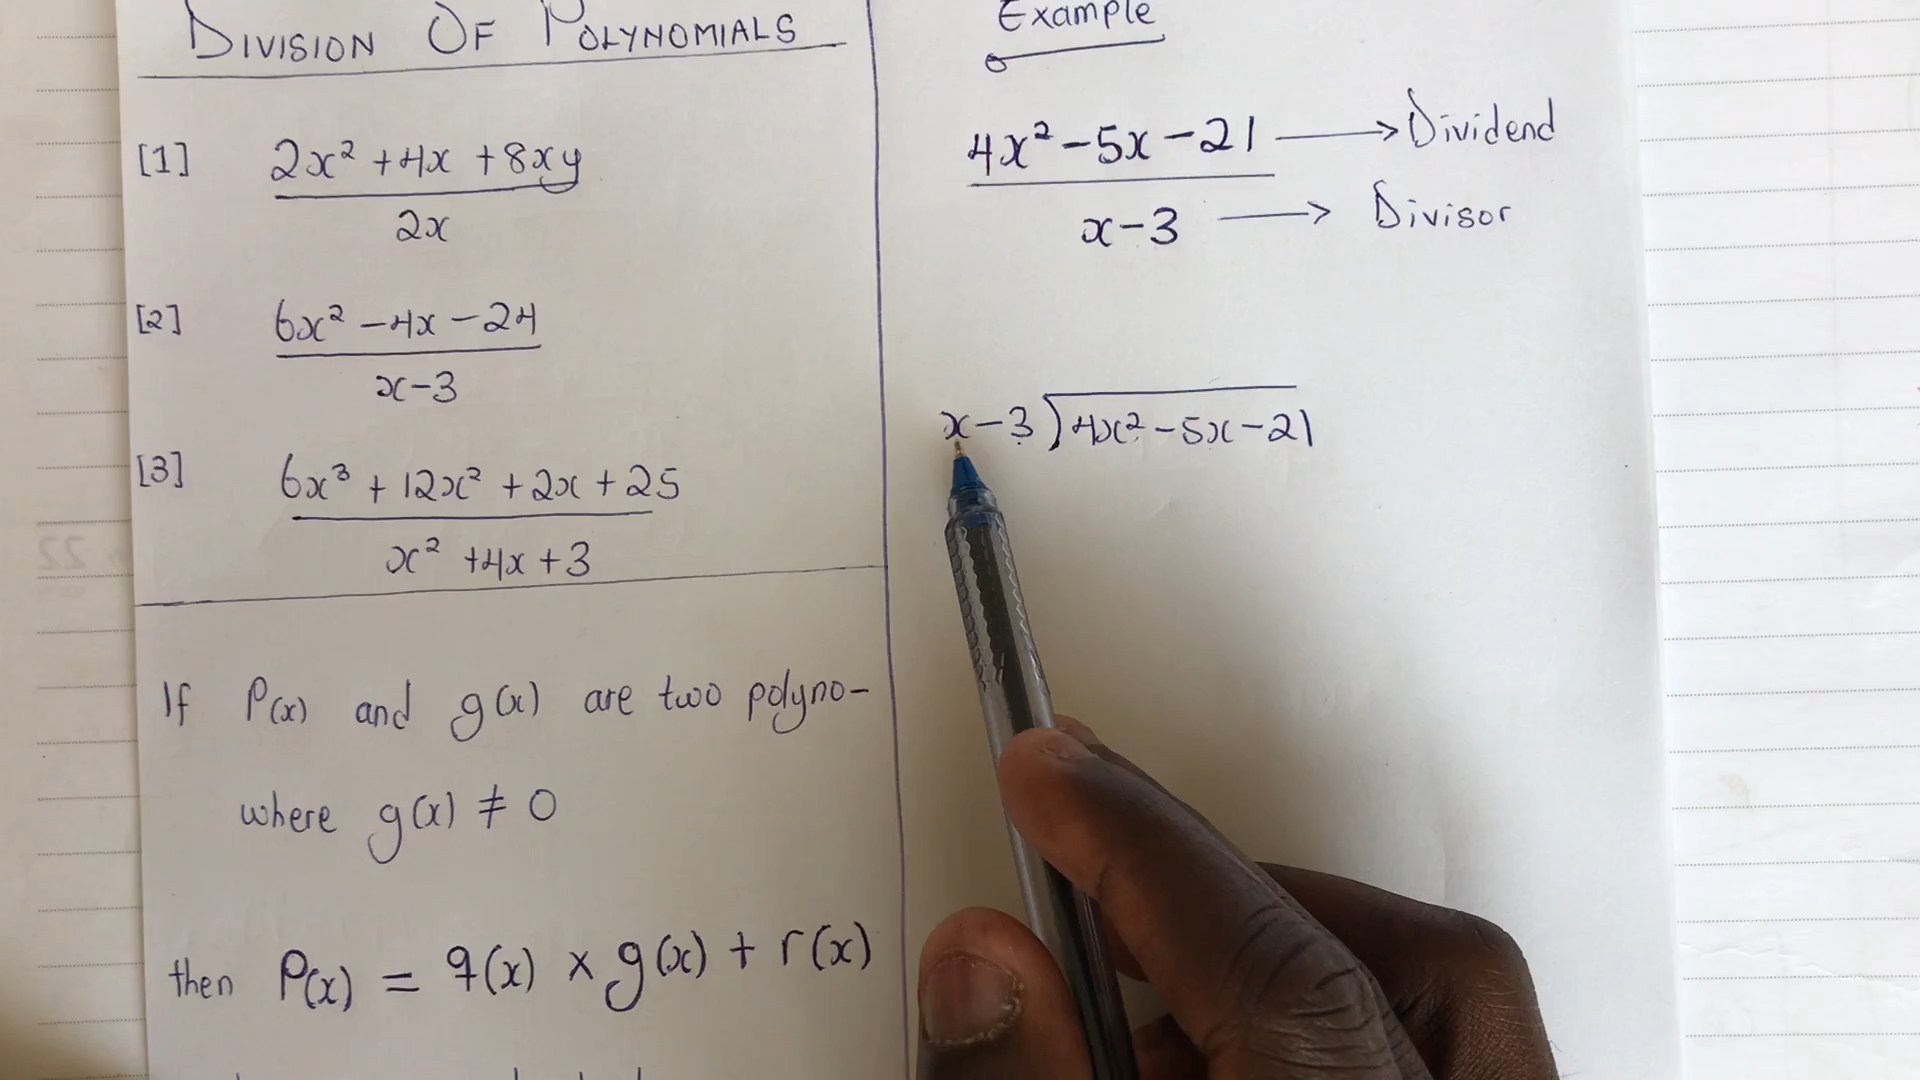 DIVISION OF POLYNOMIALS
[1] 2x² + 4x + 8xy
2x
[2] 6x² - 4x - 24
x - 3
[3] 6x³ + 12x² + 2x + 25
x² + 4x + 3
If P(x) and g(x) are two polyno-
where g(x) ≠ 0
then P(x) = q(x) × g(x) + r(x)
Example
4x² - 5x - 21 → Dividend
x - 3 → Divisor
x - 3 ) 4x² - 5x - 21